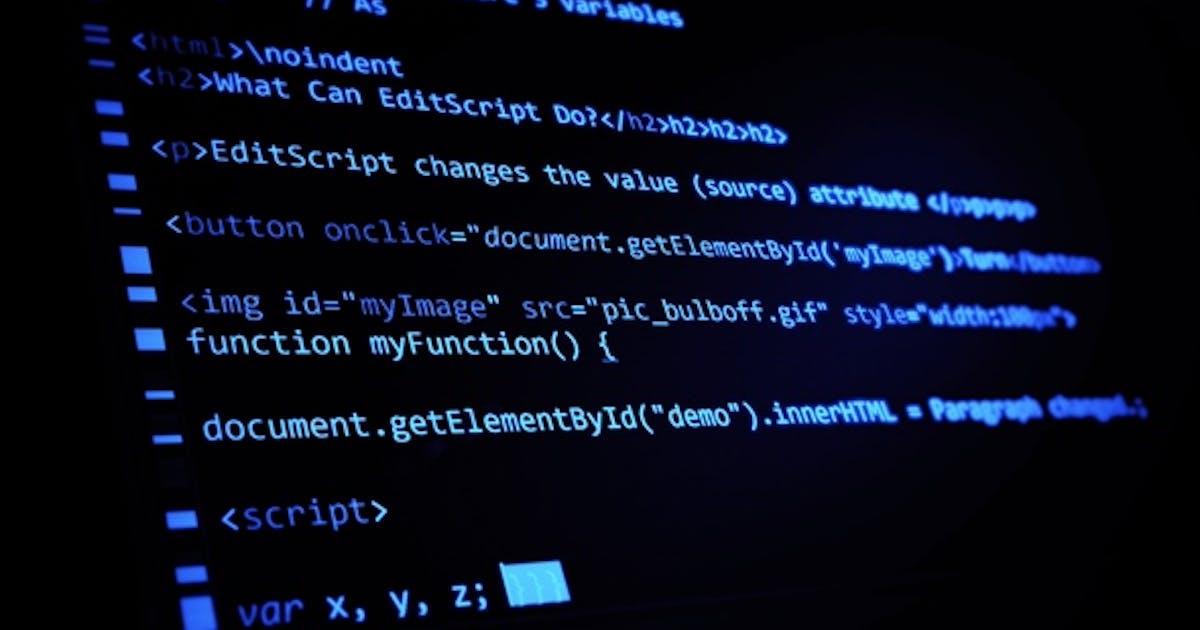 // As
's variables
<html>\noindent
<h2>What Can EditScript Do?</h2>h2>h2>h2>
<p>EditScript changes the value (source) attribute </p>p>p>p>
<button onclick="document.getElementById('myImage')>Turn</button>
<img id="myImage" src="pic_bulboff.gif" style="width:100px">
function myFunction() {
document.getElementById("demo").innerHTML = Paragraph changed.;
<script>
var x, y, z; }}}